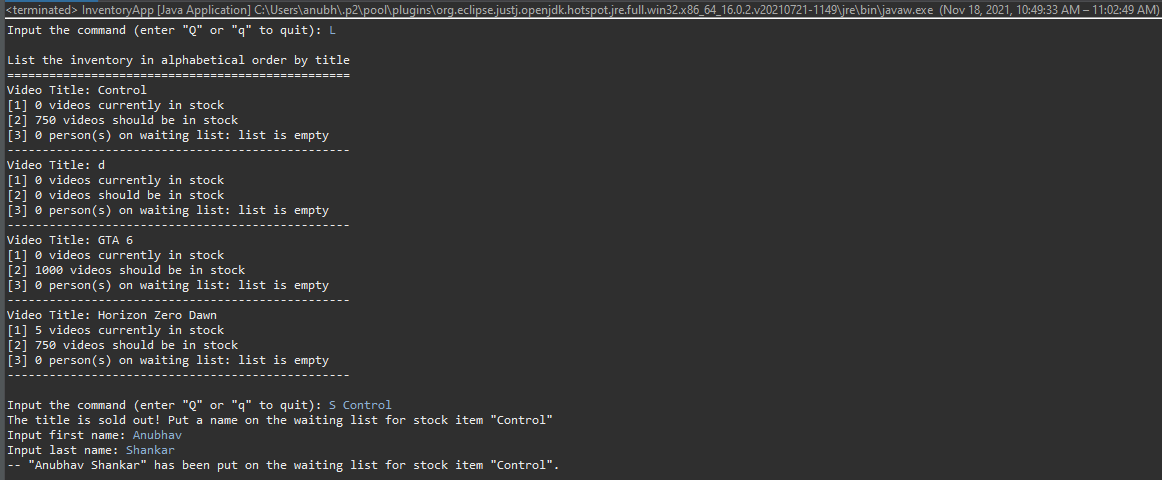 <terminated> InventoryApp [Java Application] C:\Users\anubh\.p2\pool\plugins\org.eclipse.justj.openjdk.hotspot.jre.full.win32.x86_64_16.0.2.v20210721-1149\jre\bin\javaw.exe (Nov 18, 2021, 10:49:33 AM – 11:02:49 AM)
Input the command (enter "Q" or "q" to quit): L
List the inventory in alphabetical order by title
=================================================
Video Title: Control
[1] 0 videos currently in stock
[2] 750 videos should be in stock
[3] 0 person(s) on waiting list: list is empty
-------------------------------------------------
Video Title: d
[1] 0 videos currently in stock
[2] 0 videos should be in stock
[3] 0 person(s) on waiting list: list is empty
-------------------------------------------------
Video Title: GTA 6
[1] 0 videos currently in stock
[2] 1000 videos should be in stock
[3] 0 person(s) on waiting list: list is empty
-------------------------------------------------
Video Title: Horizon Zero Dawn
[1] 5 videos currently in stock
[2] 750 videos should be in stock
[3] 0 person(s) on waiting list: list is empty
-------------------------------------------------
Input the command (enter "Q" or "q" to quit): S Control
The title is sold out! Put a name on the waiting list for stock item "Control"
Input first name: Anubhav
Input last name: Shankar
-- "Anubhav Shankar" has been put on the waiting list for stock item "Control".